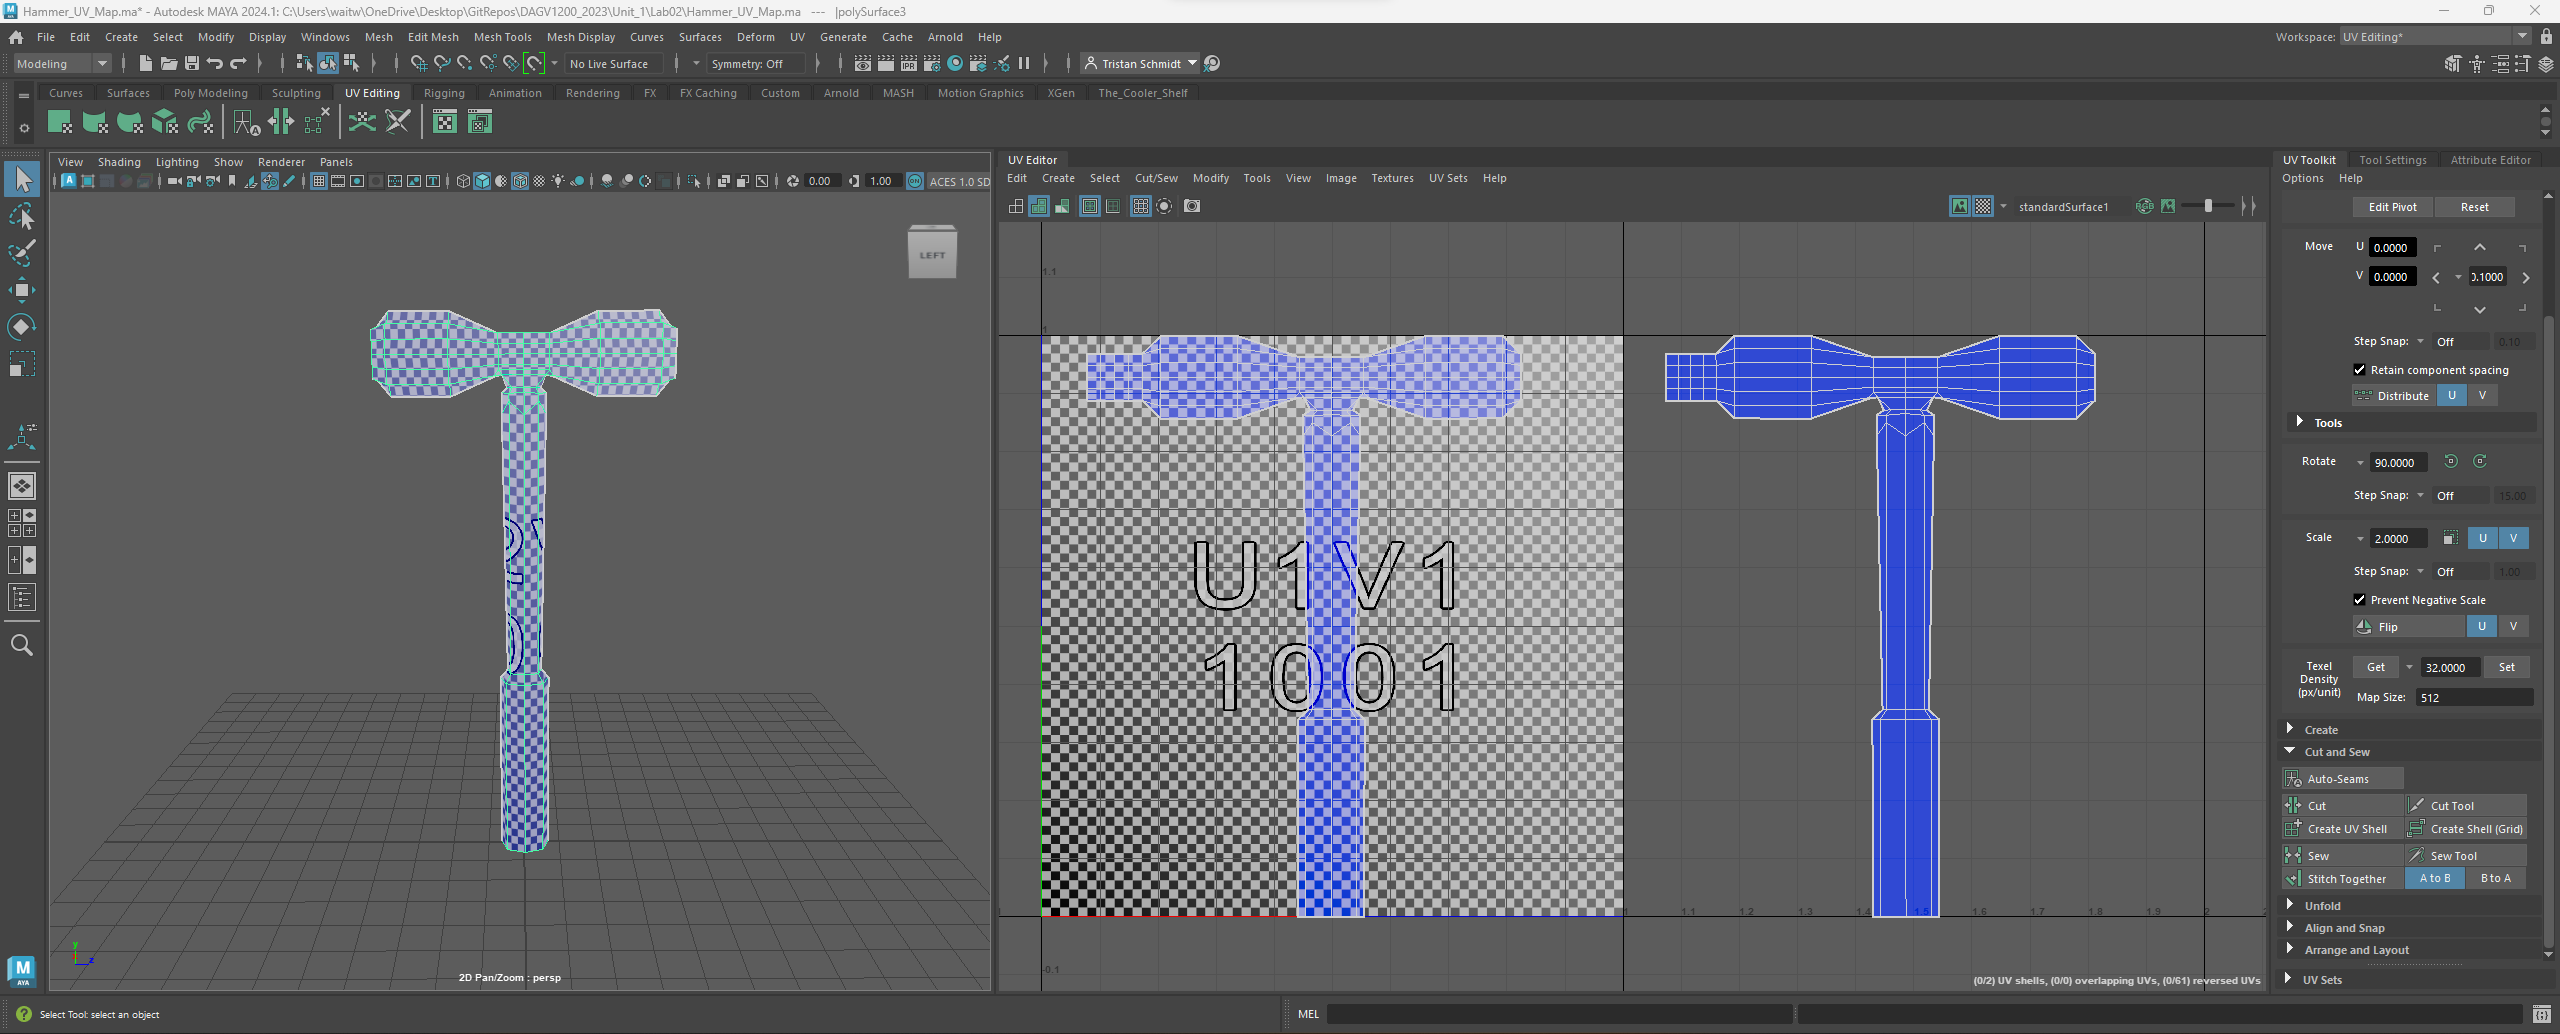 Hammer_UV_Map.ma* - Autodesk MAYA 2024.1: C:\Users\waitw\OneDrive\Desktop\GitRepos\DAGV1200_2023\Unit_1\Lab02\Hammer_UV_Map.ma --- |polySurface3
File Edit Create Select Modify Display Windows Mesh Edit Mesh Mesh Tools Mesh Display Curves Surfaces Deform UV Generate Cache Arnold Help
Workspace: UV Editing*
Modeling No Live Surface Symmetry: Off Tristan Schmidt
Curves Surfaces Poly Modeling Sculpting UV Editing Rigging Animation Rendering FX FX Caching Custom Arnold MASH Motion Graphics XGen The_Cooler_Shelf
View Shading Lighting Show Renderer Panels
0.00 1.00 ACES 1.0 SD
LEFT
2D Pan/Zoom : persp
y
z
UV Editor
Edit Create Select Cut/Sew Modify Tools View Image Textures UV Sets Help
standardSurface1
1.1
1
U1V1
1001
1 1.1 1.2 1.3 1.4 1.5 1.6 1.7 1.8 1.9 2
-0.1
(0/2) UV shells, (0/0) overlapping UVs, (0/61) reversed UVs
UV Toolkit Tool Settings Attribute Editor
Options Help
Edit Pivot Reset
Move U 0.0000
V 0.0000 0.1000
Step Snap: Off 0.10
Retain component spacing
Distribute U V
Tools
Rotate 90.0000
Step Snap: Off 15.00
Scale 2.0000 U V
Step Snap: Off 1.00
Prevent Negative Scale
Flip U V
Texel Density (px/unit) Get 32.0000 Set
Map Size: 512
Create
Cut and Sew
Auto-Seams
Cut Cut Tool
Create UV Shell Create Shell (Grid)
Sew Sew Tool
Stitch Together A to B B to A
Unfold
Align and Snap
Arrange and Layout
UV Sets
M
AYA
Select Tool: select an object
MEL